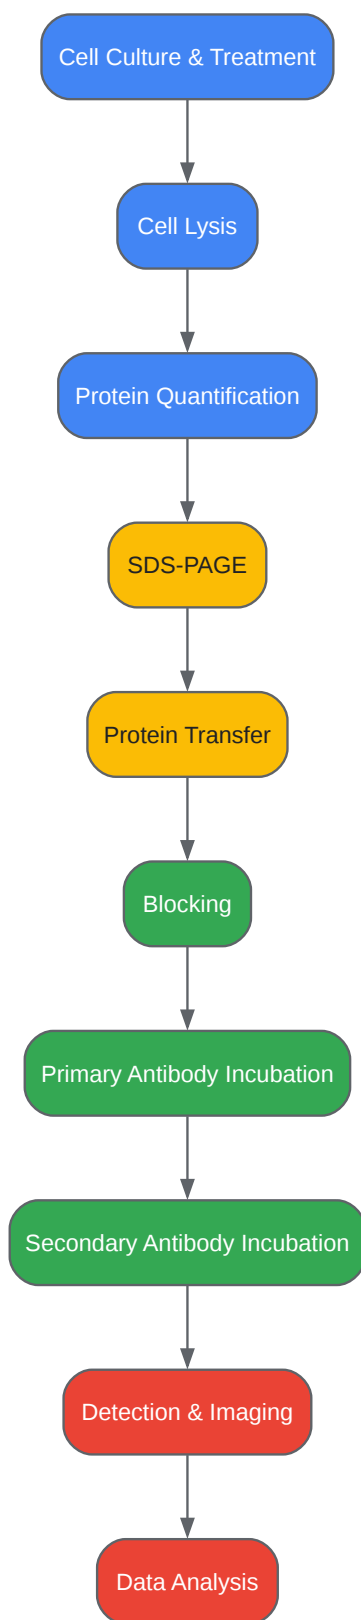 Cell Culture & Treatment
Cell Lysis
Protein Quantification
SDS-PAGE
Protein Transfer
Blocking
Primary Antibody Incubation
Secondary Antibody Incubation
Detection & Imaging
Data Analysis